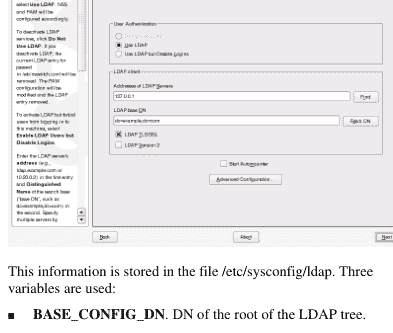 select Use LDAP. NSS
and PAM will be
configured accordingly.
To deactivate LDAP
services, click Do Not
Use LDAP. If you
deactivate LDAP, the
current LDAP entry for
passwd
in /etc/nsswitch.conf will be
removed. The PAM
configuration will be
modified and the LDAP
entry removed.
To activate LDAP but forbid
users from logging in to
this machine, select
Enable LDAP Users but
Disable Logins.
Enter the LDAP server's
address (e.g.,
ldap.example.com or
10.20.0.2) in the first entry
and Distinguished
Name of the search base
('base DN', such as
dc=example,dc=com) in
the second. Specify
multiple servers by
User Authentication
Use LDAP
Use LDAP but Disable Logins
LDAP client
Addresses of LDAP Servers
127.0.0.1
Find
LDAP base DN
dc=example,dc=com
Fetch DN
LDAP TLS/SSL
LDAP Version 2
Start Automounter
Advanced Configuration...
Back
Abort
Next
This information is stored in the file /etc/sysconfig/ldap. Three
variables are used:
■ BASE_CONFIG_DN. DN of the root of the LDAP tree.